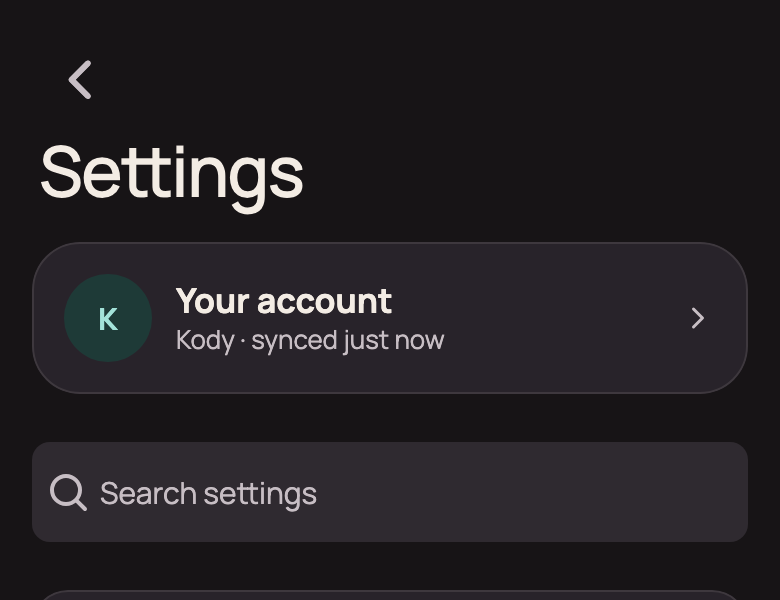 Settings
K
Your account
Kody · synced just now
Search settings